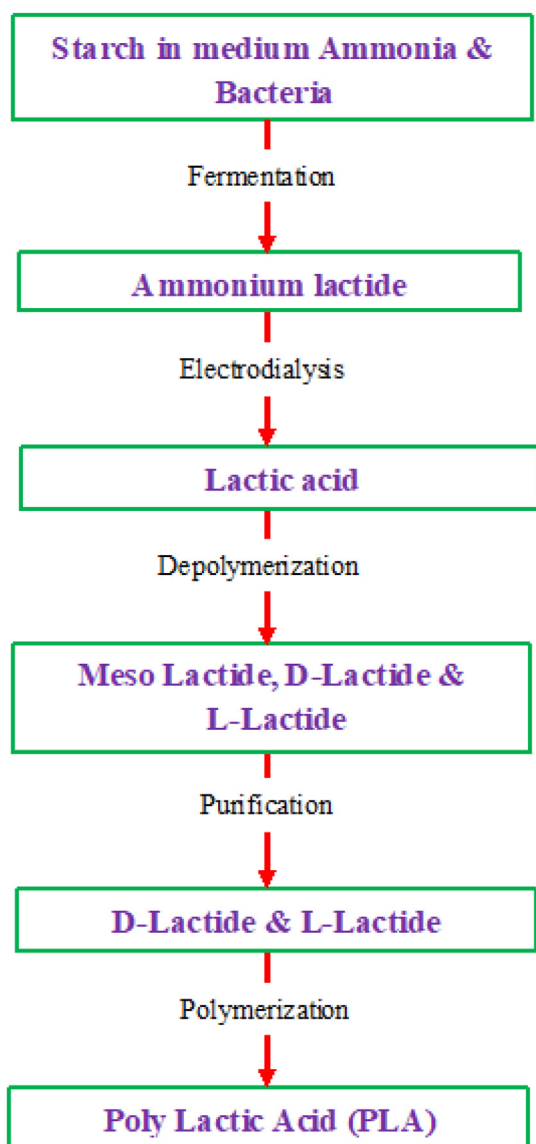 Starch in medium Ammonia &
Bacteria
Fermentation
Ammonium lactide
Electrodialysis
Lactic acid
Depolymerization
Meso Lactide, D-Lactide &
L-Lactide
Purification
D-Lactide & L-Lactide
Polymerization
Poly Lactic Acid (PLA)